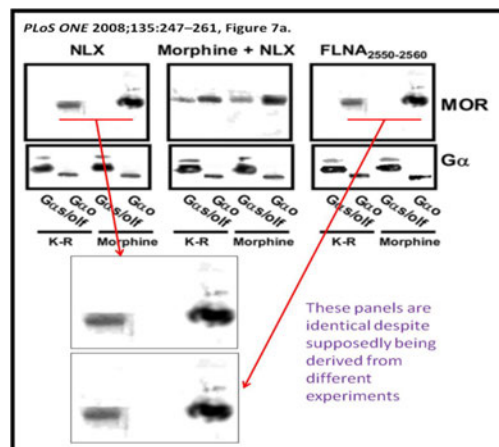 PLoS ONE 2008;135:247–261, Figure 7a.
NLX Morphine + NLX FLNA2550-2560
MOR
Gα
Gαs/olf Gαo Gαs/olf Gαo Gαs/olf Gαo Gαs/olf Gαo Gαs/olf Gαo Gαs/olf Gαo
K-R Morphine K-R Morphine K-R Morphine
These panels are
identical despite
supposedly being
derived from
different
experiments